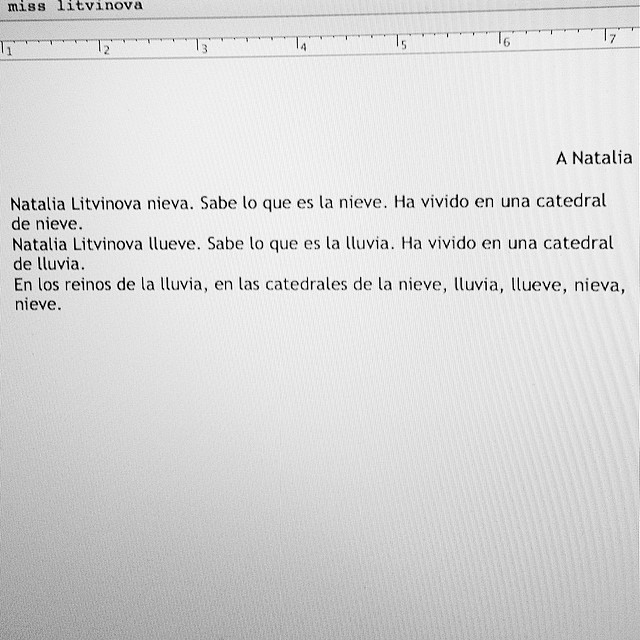 miss litvinova
1 2 3 4 5 6 7
A Natalia
Natalia Litvinova nieva. Sabe lo que es la nieve. Ha vivido en una catedral
de nieve.
Natalia Litvinova llueve. Sabe lo que es la lluvia. Ha vivido en una catedral
de lluvia.
En los reinos de la lluvia, en las catedrales de la nieve, lluvia, llueve, nieva,
nieve.